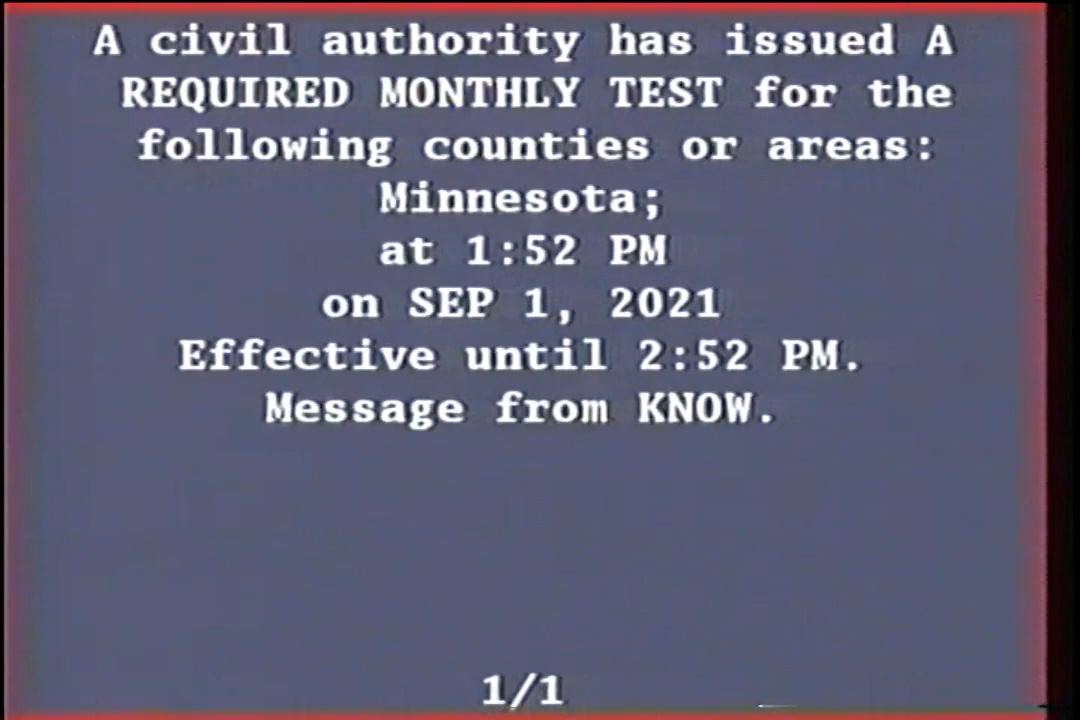 A civil authority has issued A
REQUIRED MONTHLY TEST for the
following counties or areas:
Minnesota;
at 1:52 PM
on SEP 1, 2021
Effective until 2:52 PM.
Message from KNOW.
1/1